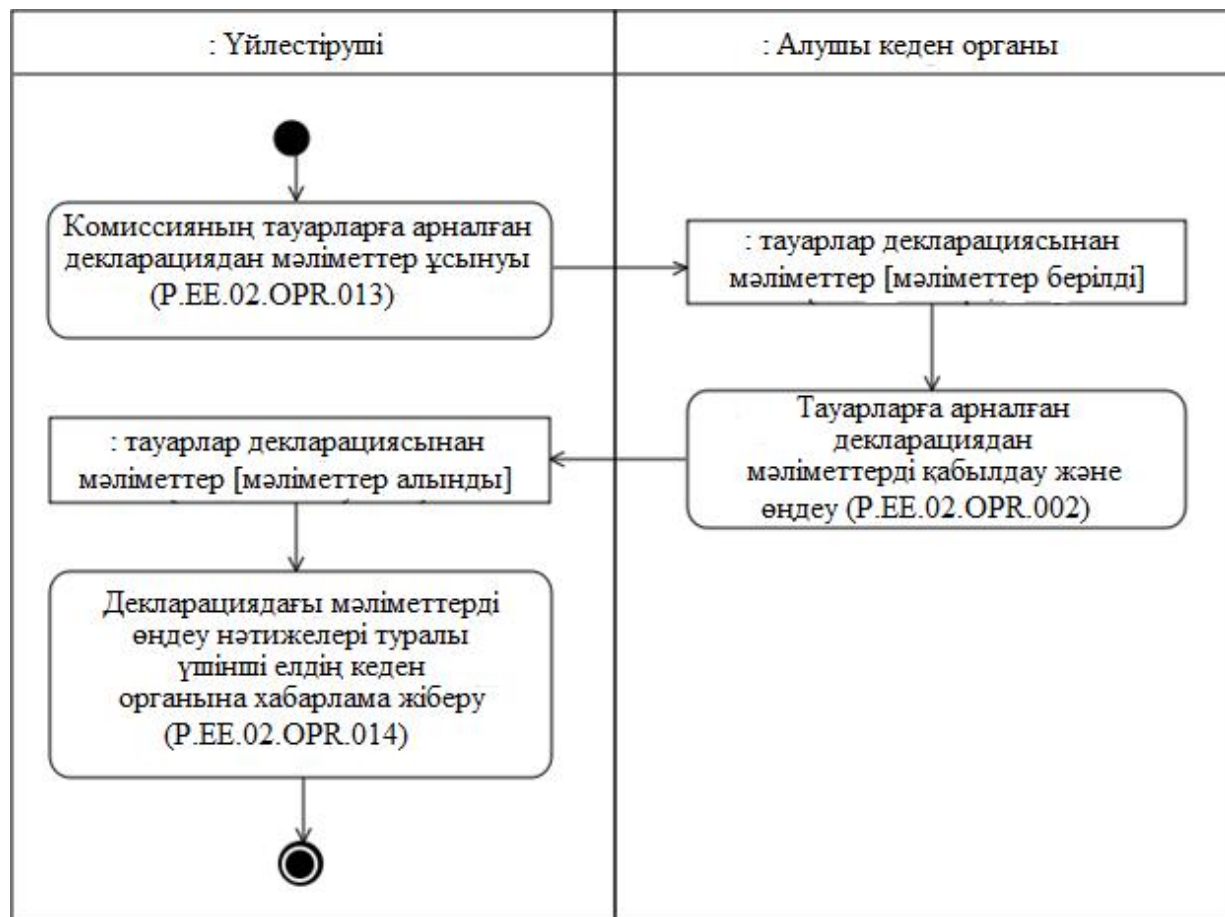 : Үйлестіруші
: Алушы кеден органы
Комиссияның тауарларға арналған
декларациядан мәліметтер ұсынуы
(P.EE.02.OPR.013)
: тауарлар декларациясынан
мәліметтер [мәліметтер берілді]
Тауарларға арналған
декларациядан
мәліметтерді қабылдау және
өңдеу (P.EE.02.OPR.002)
: тауарлар декларациясынан
мәліметтер [мәліметтер алынды]
Декларациядағы мәліметтерді
өңдеу нәтижелері туралы
үшінші елдің кеден
органына хабарлама жіберу
(P.EE.02.OPR.014)